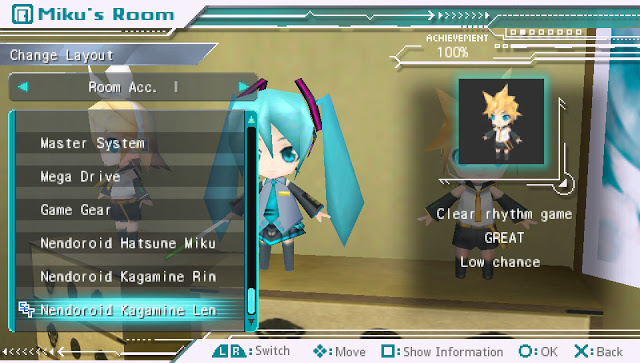 Miku's Room
ACHIEVEMENT
100%
Change Layout
Room Acc. I
Master System
Mega Drive
Game Gear
Nendoroid Hatsune Miku
Nendoroid Kagamine Rin
Nendoroid Kagamine Len
Clear rhythm game
GREAT
Low chance
L R : Switch
: Move
: Show Information
: OK
: Back